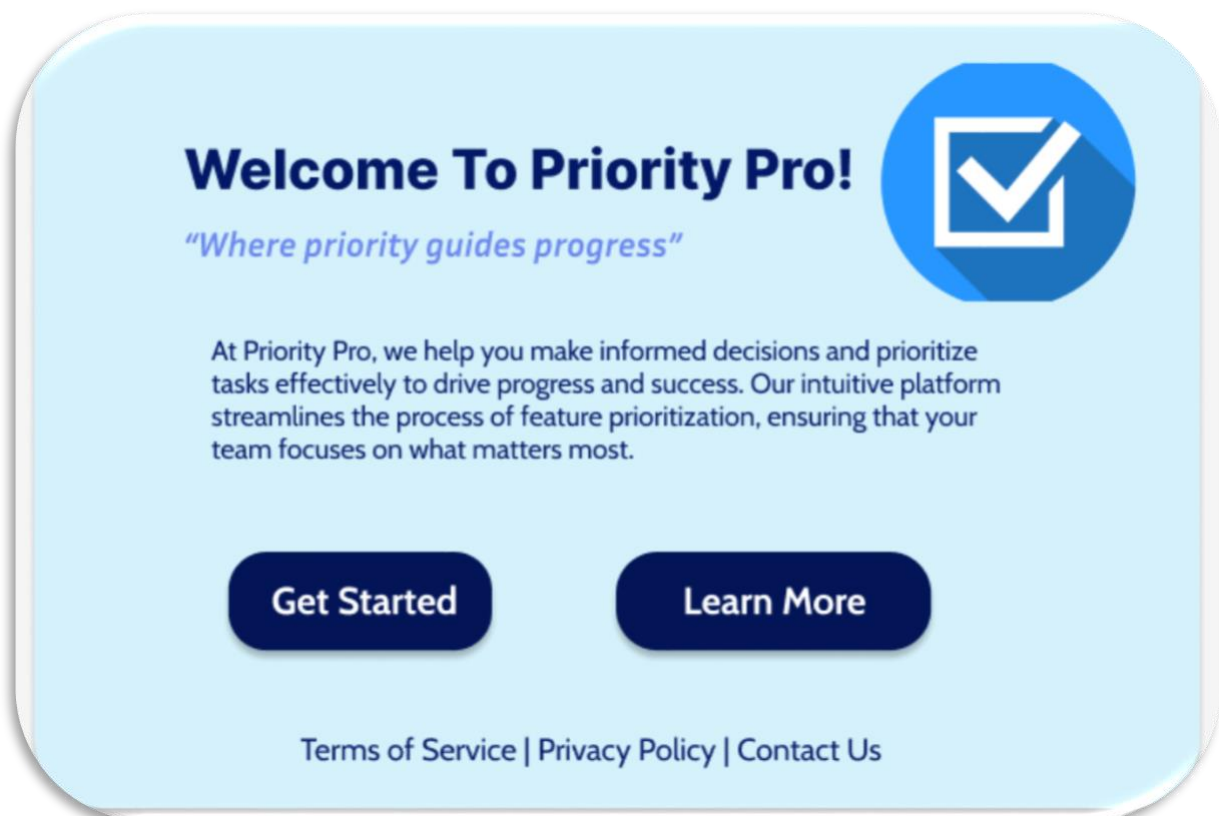 Welcome To Priority Pro!
“Where priority guides progress”
At Priority Pro, we help you make informed decisions and prioritize
tasks effectively to drive progress and success. Our intuitive platform
streamlines the process of feature prioritization, ensuring that your
team focuses on what matters most.
Get Started
Learn More
Terms of Service | Privacy Policy | Contact Us